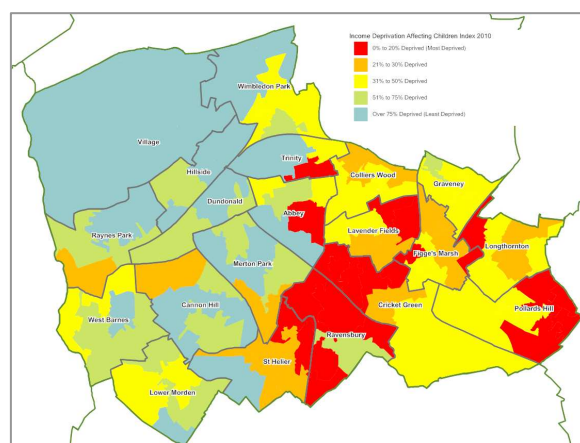 Income Deprivation Affecting Children Index 2010
0% to 20% Deprived (Most Deprived)
21% to 30% Deprived
31% to 50% Deprived
51% to 75% Deprived
Over 75% Deprived (Least Deprived)
Wimbledon Park
Village
Trinity
Hillside
Colliers Wood
Graveney
Dundonald
Abbey
Raynes Park
Lavender Fields
Longthornton
Figge's Marsh
Merton Park
Cannon Hill
Cricket Green
Pollards Hill
West Barnes
Ravensbury
St Helier
Lower Morden